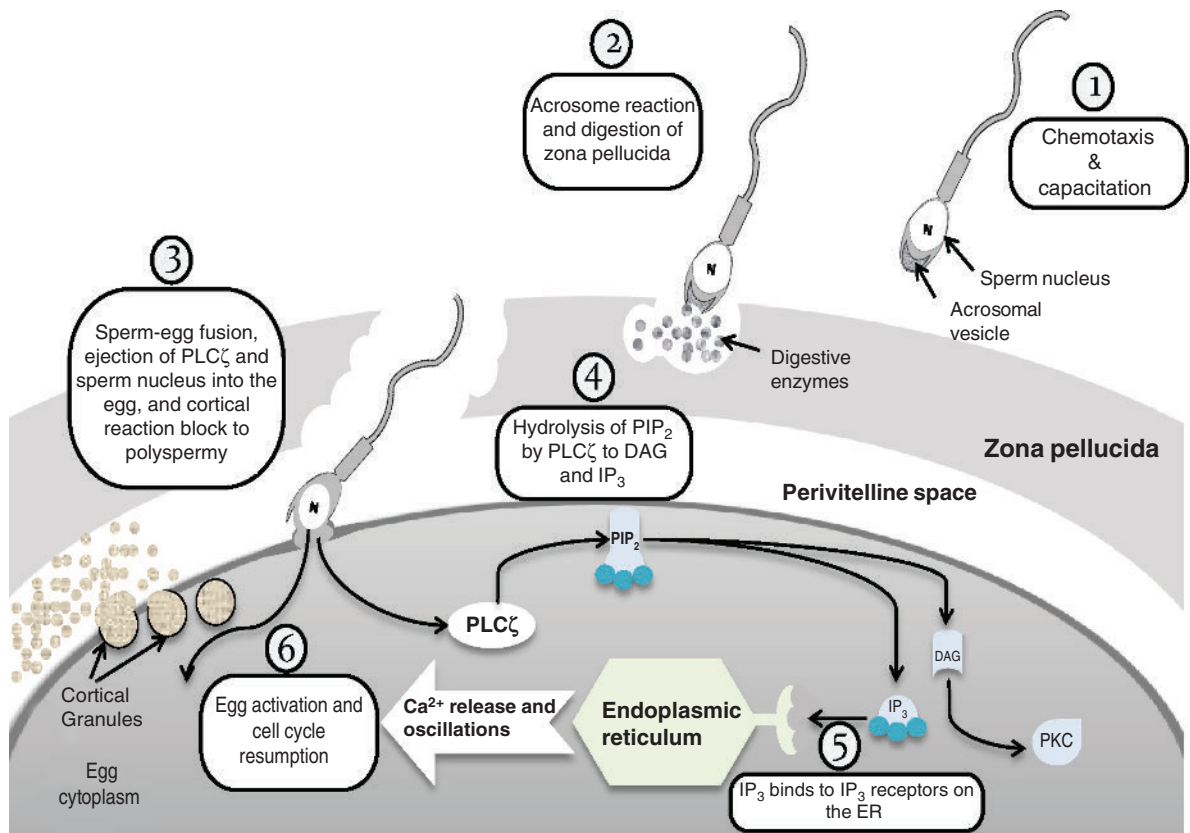 1
Chemotaxis
&
capacitation
N
Sperm nucleus
Acrosomal
vesicle
2
Acrosome reaction
and digestion of
zona pellucida
N
Digestive
enzymes
3
Sperm-egg fusion,
ejection of PLCζ and
sperm nucleus into the
egg, and cortical
reaction block to
polyspermy
N
4
Hydrolysis of PIP₂
by PLCζ to DAG
and IP₃
Zona pellucida
Perivitelline space
PIP₂
PLCζ
DAG
IP₃
PKC
5
IP₃ binds to IP₃ receptors on
the ER
Endoplasmic
reticulum
Ca²⁺ release and
oscillations
6
Egg activation and
cell cycle
resumption
Cortical
Granules
Egg
cytoplasm